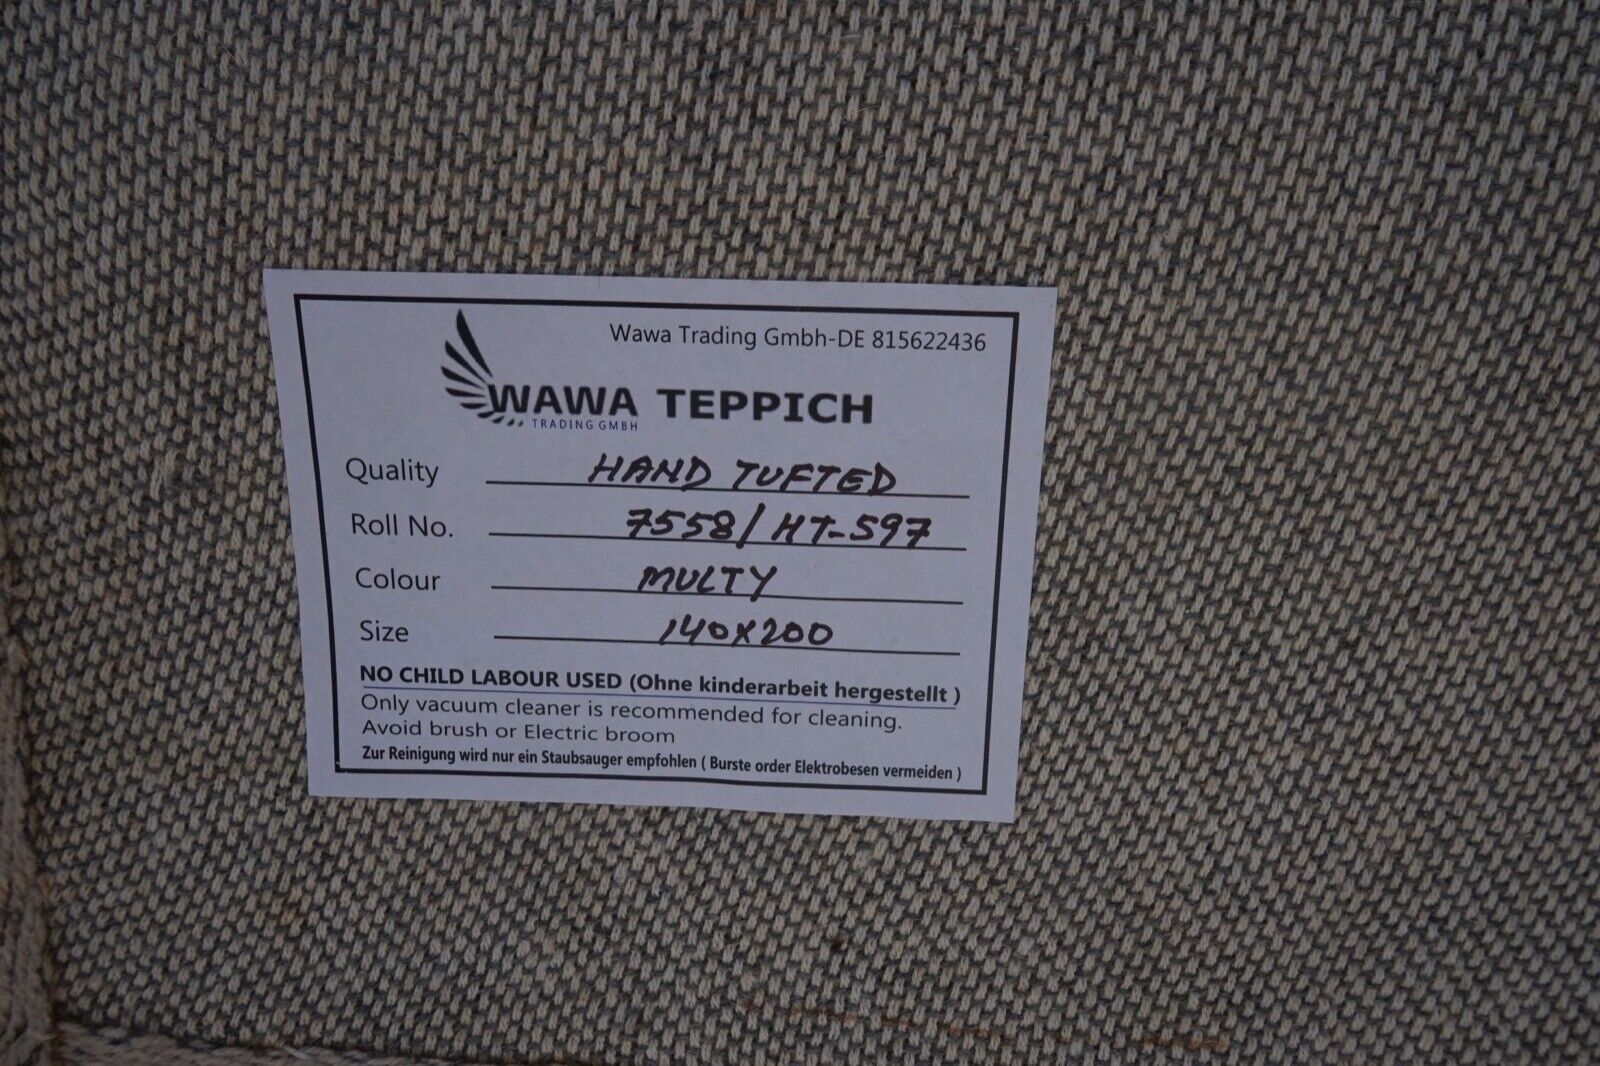 Wawa Trading Gmbh-DE 815622436
WAWA TEPPICH
TRADING GMBH
Quality HAND TUFTED
Roll No. 7558/HT-597
Colour MULTY
Size 140x200
NO CHILD LABOUR USED (Ohne kinderarbeit hergestellt )
Only vacuum cleaner is recommended for cleaning.
Avoid brush or Electric broom
Zur Reinigung wird nur ein Staubsauger empfohlen ( Burste order Elektrobesen vermeiden )